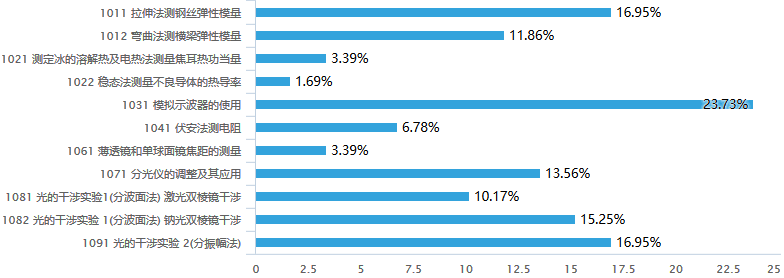 1011 拉伸法测钢丝弹性模量 16.95%
1012 弯曲法测横梁弹性模量 11.86%
1021 测定冰的溶解热及电热法测量焦耳热功当量 3.39%
1022 稳态法测量不良导体的热导率 1.69%
1031 模拟示波器的使用 23.73%
1041 伏安法测电阻 6.78%
1061 薄透镜和单球面镜焦距的测量 3.39%
1071 分光仪的调整及其应用 13.56%
1081 光的干涉实验1(分波面法) 激光双棱镜干涉 10.17%
1082 光的干涉实验 1(分波面法) 钠光双棱镜干涉 15.25%
1091 光的干涉实验 2(分振幅法) 16.95%
0 2.5 5 7.5 10 12.5 15 17.5 20 22.5 25